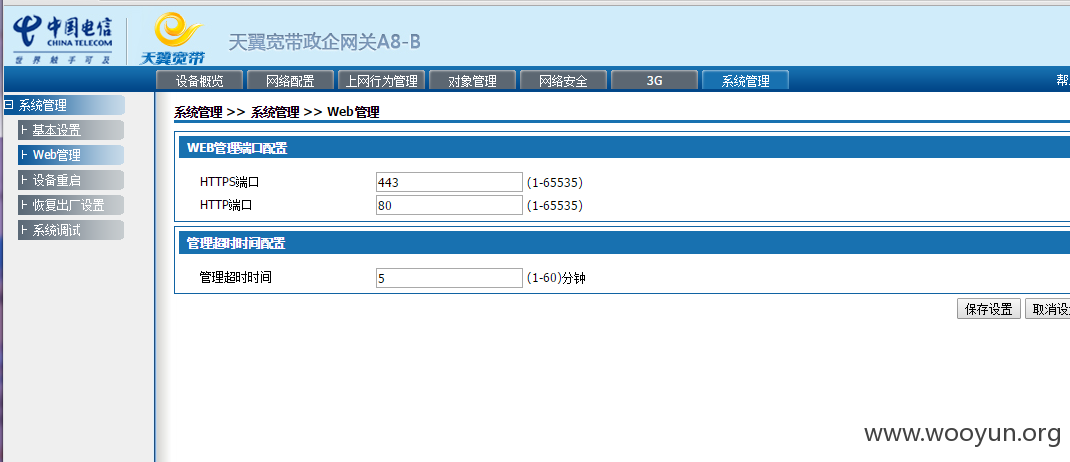 中国电信
CHINA TELECOM
世界触手可及
天翼宽带
天翼宽带政企网关A8-B
设备概览 网络配置 上网行为管理 对象管理 网络安全 3G 系统管理 帮
系统管理
基本设置
Web管理
设备重启
恢复出厂设置
系统调试
系统管理 >> 系统管理 >> Web管理
WEB管理端口配置
HTTPS端口 443 (1-65535)
HTTP端口 80 (1-65535)
管理超时时间配置
管理超时时间 5 (1-60)分钟
保存设置 取消设
www.wooyun.org